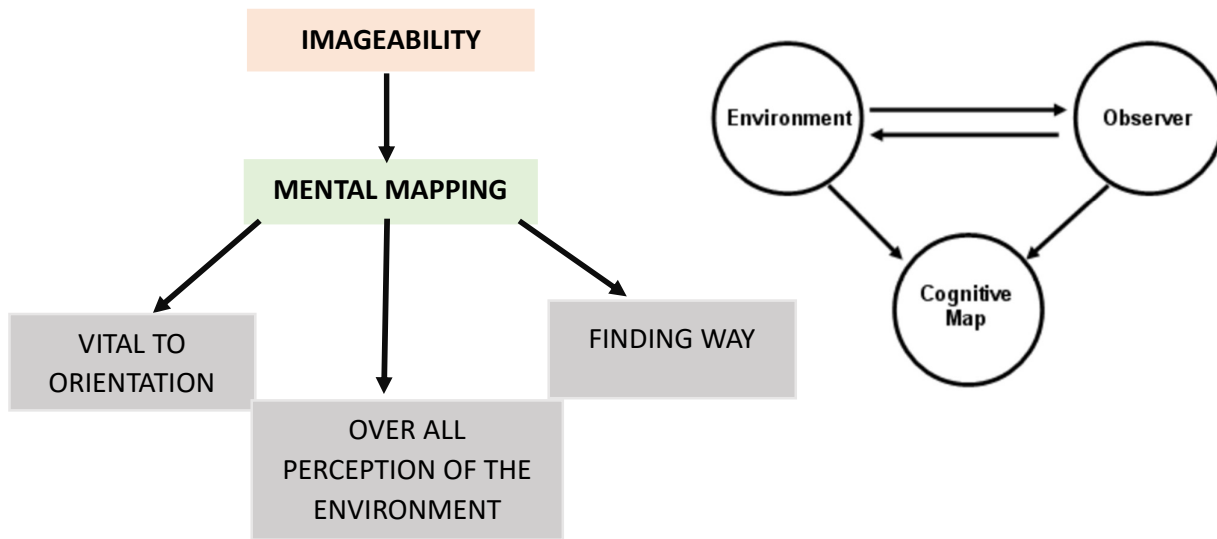 IMAGEABILITY
MENTAL MAPPING
VITAL TO
ORIENTATION
OVER ALL
PERCEPTION OF THE
ENVIRONMENT
FINDING WAY
Environment
Observer
Cognitive
Map